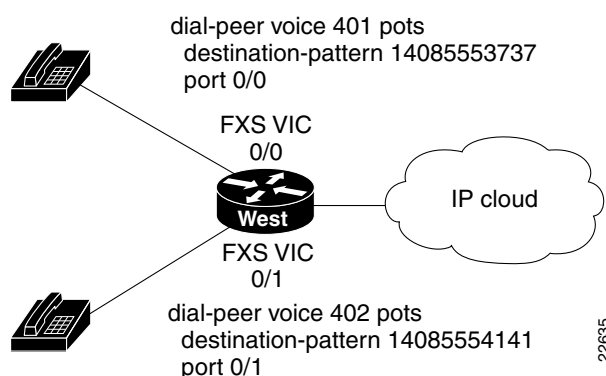 dial-peer voice 401 pots
destination-pattern 14085553737
port 0/0
FXS VIC
0/0
West
IP cloud
FXS VIC
0/1
dial-peer voice 402 pots
destination-pattern 14085554141
port 0/1
22635